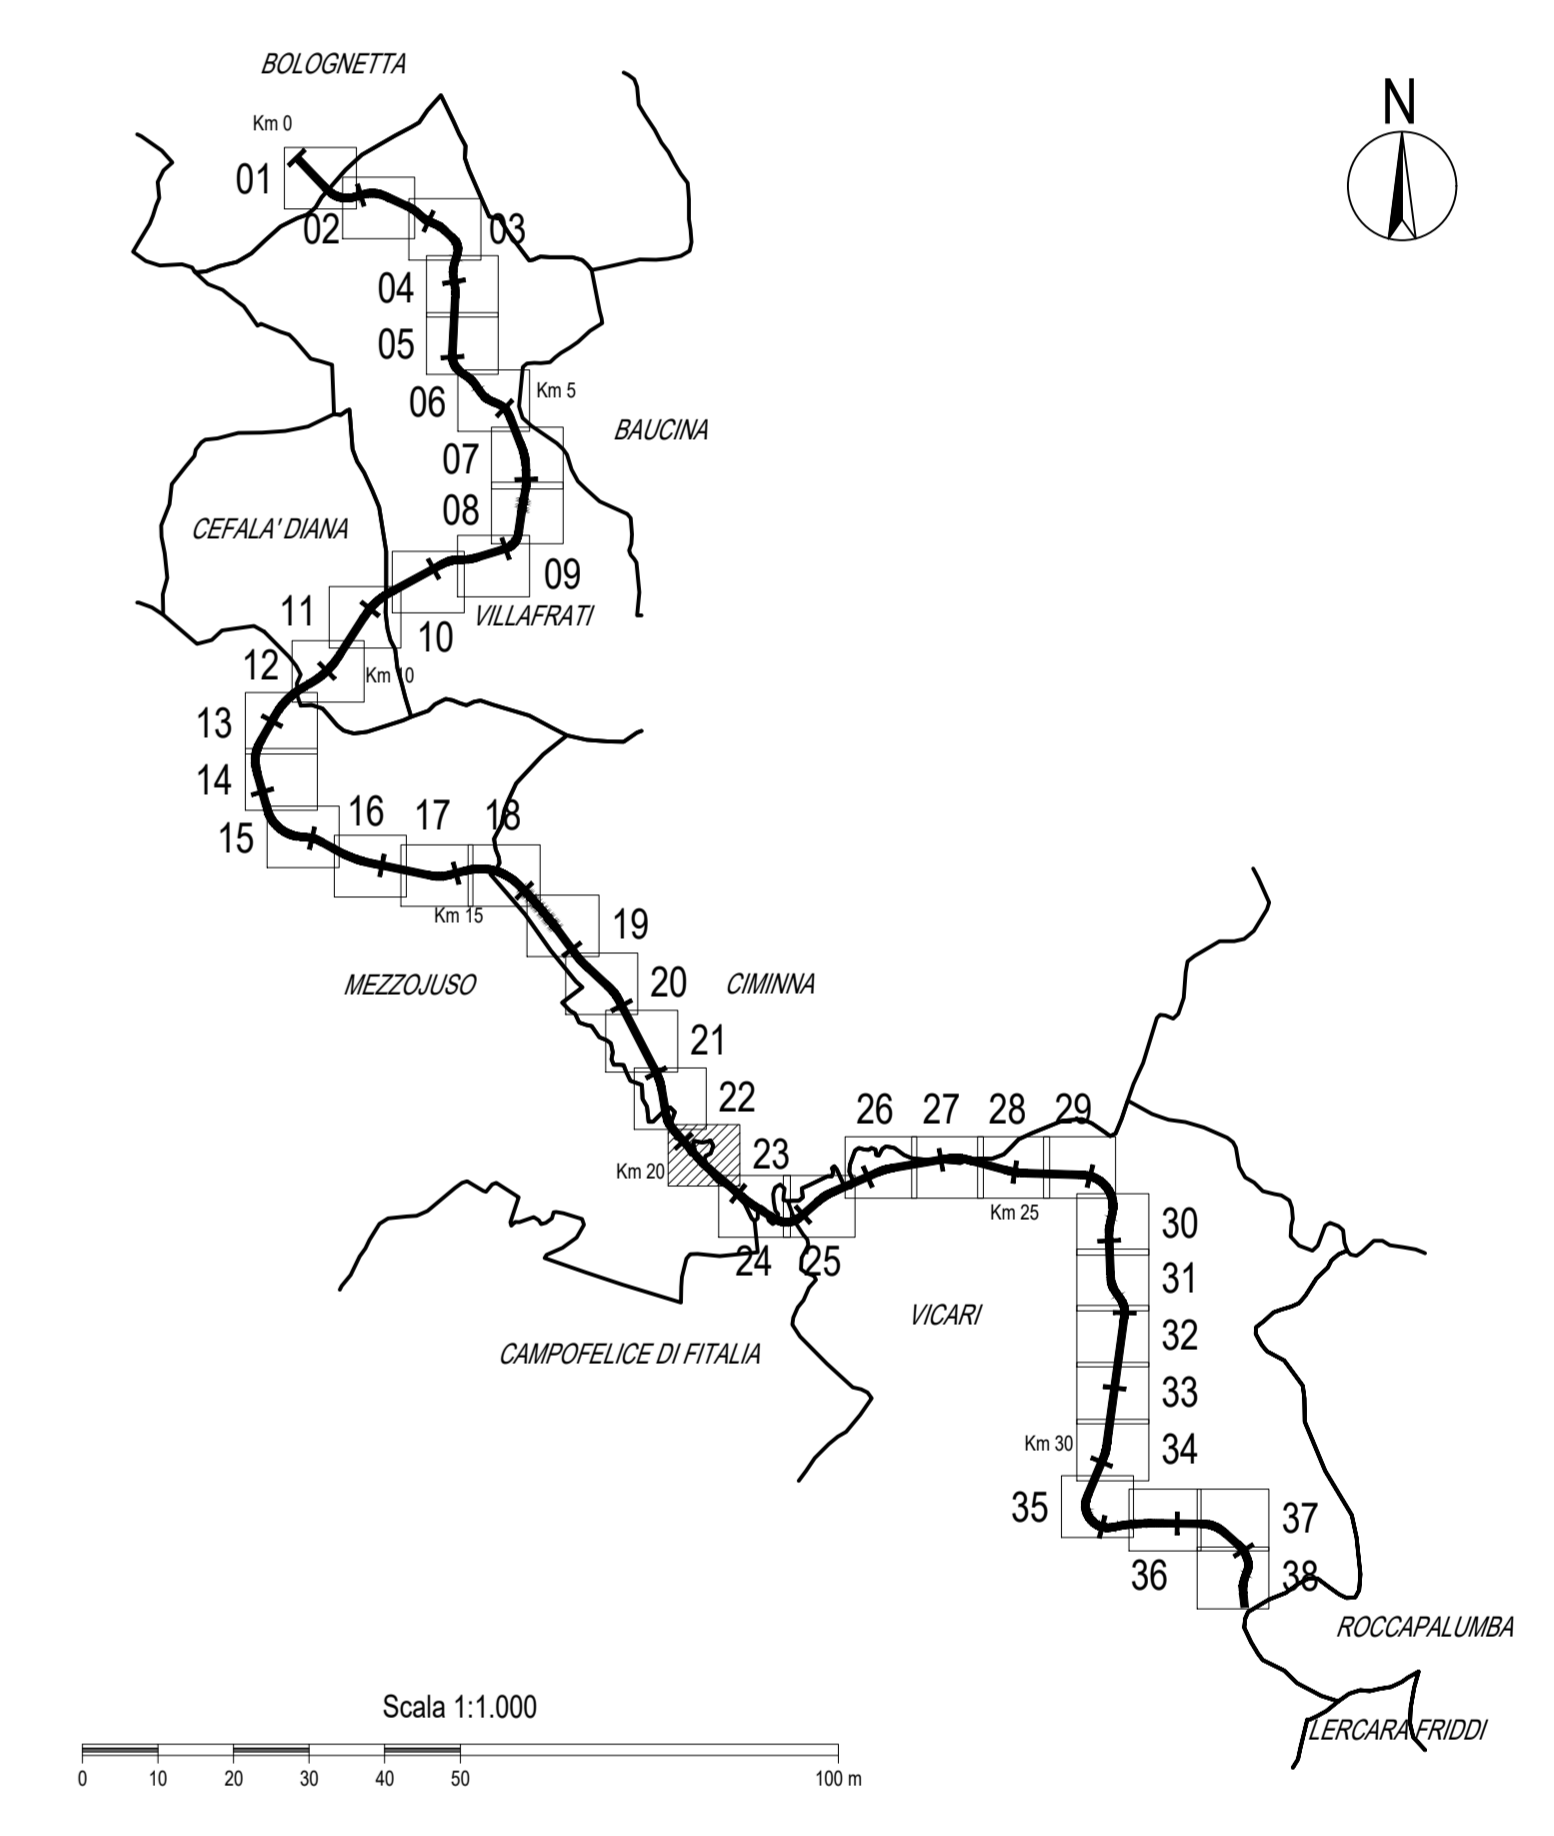 BOLOGNETTA
N
Km 0
01
02
03
04
05
06
Km 5
BAUCINA
07
08
CEFALA' DIANA
09
11
VILLAFRATI
10
12
Km 10
13
14
15
16
17
18
Km 15
19
MEZZOJUSO
20
CIMINNA
21
22
26
27
28
29
23
Km 20
Km 25
30
24
25
31
VICARI
32
CAMPOFELICE DI FITALIA
33
Km 30
34
35
37
36
38
ROCCAPALUMBA
Scala 1:1.000
LERCARA FRIDDI
0 10 20 30 40 50 100 m